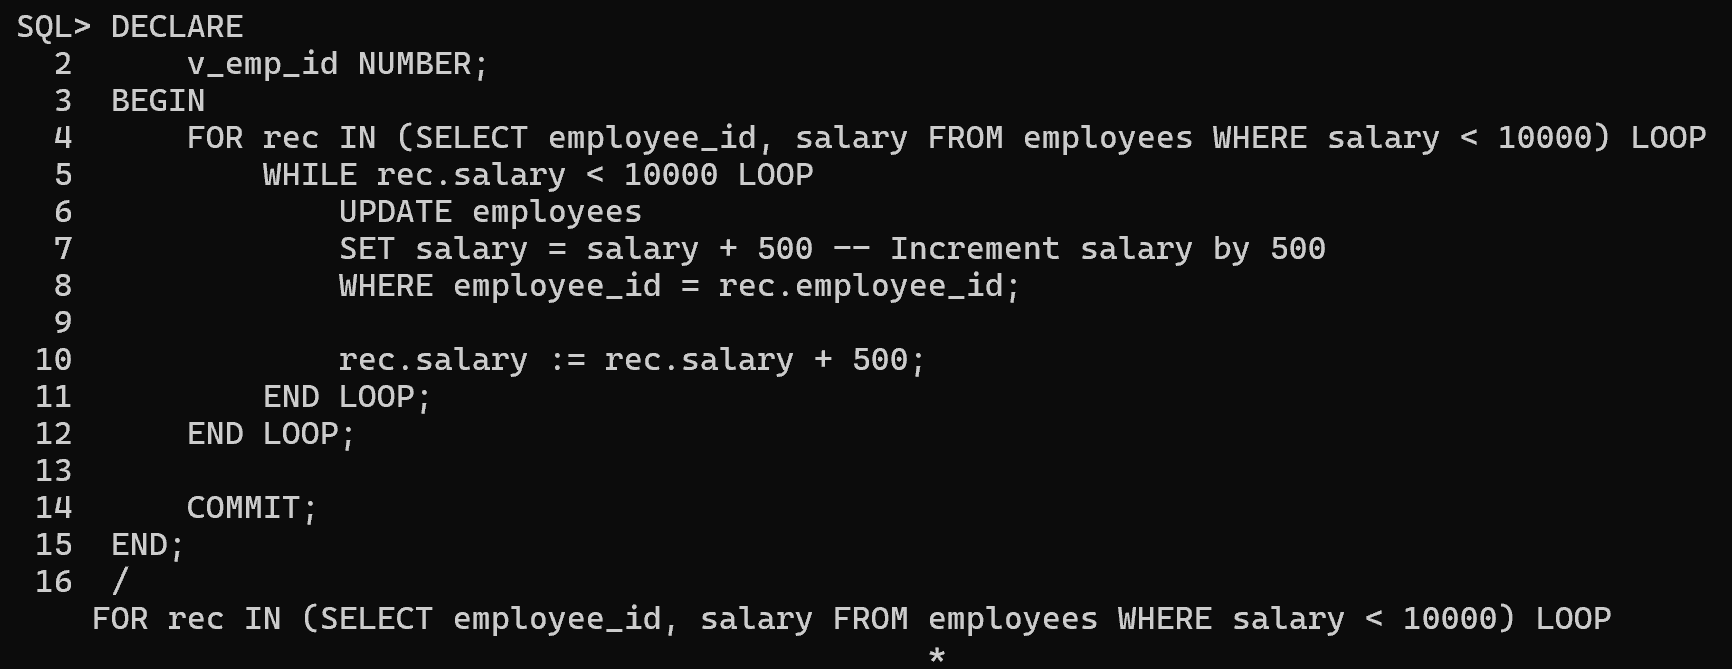 SQL> DECLARE
  2      v_emp_id NUMBER;
  3  BEGIN
  4      FOR rec IN (SELECT employee_id, salary FROM employees WHERE salary < 10000) LOOP
  5          WHILE rec.salary < 10000 LOOP
  6              UPDATE employees
  7              SET salary = salary + 500 -- Increment salary by 500
  8              WHERE employee_id = rec.employee_id;
  9
 10              rec.salary := rec.salary + 500;
 11          END LOOP;
 12      END LOOP;
 13
 14      COMMIT;
 15  END;
 16  /
    FOR rec IN (SELECT employee_id, salary FROM employees WHERE salary < 10000) LOOP
                                                *